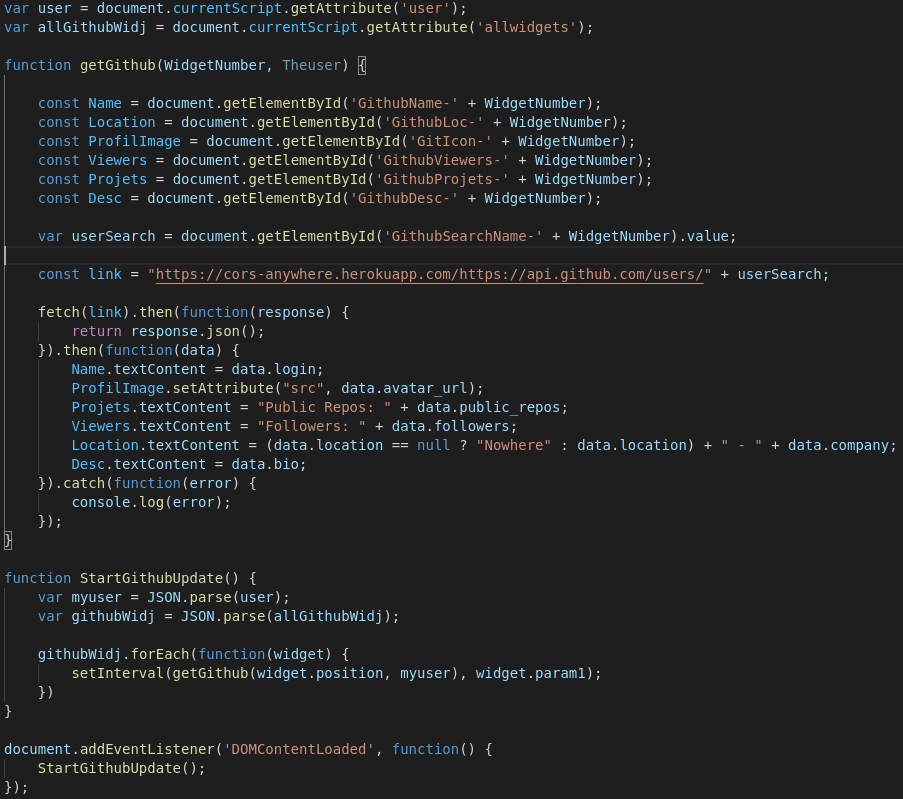 var user = document.currentScript.getAttribute('user');
var allGithubWidj = document.currentScript.getAttribute('allwidgets');
function getGithub(WidgetNumber, Theuser) {
const Name = document.getElementById('GithubName-' + WidgetNumber);
const Location = document.getElementById('GithubLoc-' + WidgetNumber);
const ProfilImage = document.getElementById('GitIcon-' + WidgetNumber);
const Viewers = document.getElementById('GithubViewers-' + WidgetNumber);
const Projets = document.getElementById('GithubProjets-' + WidgetNumber);
const Desc = document.getElementById('GithubDesc-' + WidgetNumber);
var userSearch = document.getElementById('GithubSearchName-' + WidgetNumber).value;
const link = "https://cors-anywhere.herokuapp.com/https://api.github.com/users/" + userSearch;
fetch(link).then(function(response) {
return response.json();
}).then(function(data) {
Name.textContent = data.login;
ProfilImage.setAttribute("src", data.avatar_url);
Projets.textContent = "Public Repos: " + data.public_repos;
Viewers.textContent = "Followers: " + data.followers;
Location.textContent = (data.location == null ? "Nowhere" : data.location) + " - " + data.company;
Desc.textContent = data.bio;
}).catch(function(error) {
console.log(error);
});
}
function StartGithubUpdate() {
var myuser = JSON.parse(user);
var githubWidj = JSON.parse(allGithubWidj);
githubWidj.forEach(function(widget) {
setInterval(getGithub(widget.position, myuser), widget.param1);
})
}
document.addEventListener('DOMContentLoaded', function() {
StartGithubUpdate();
});